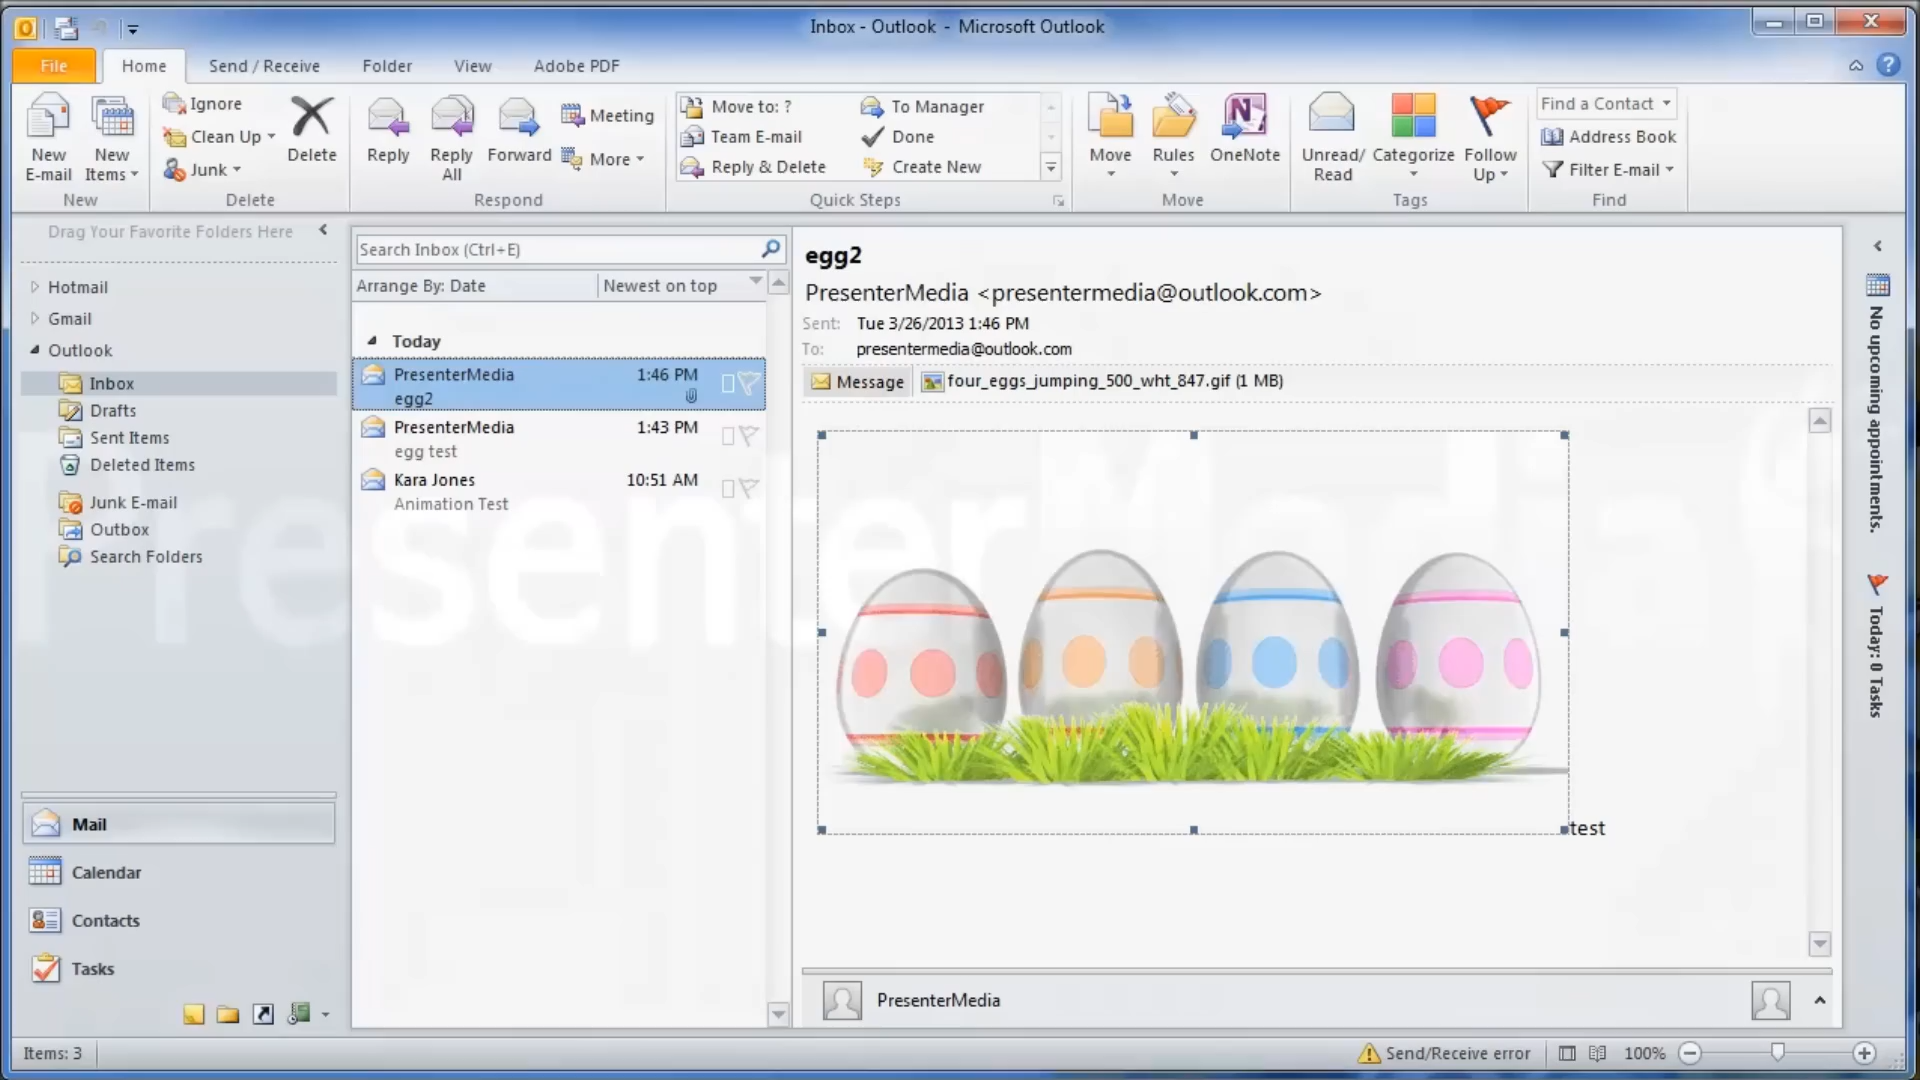 Inbox - Outlook - Microsoft Outlook
File Home Send / Receive Folder View Adobe PDF
New E-mail
New Items
Ignore
Clean Up
Junk
Delete
Reply
Reply All
Forward
Meeting
More
Move to: ?
Team E-mail
Reply & Delete
To Manager
Done
Create New
Move
Rules
OneNote
Unread/ Read
Categorize
Follow Up
Find a Contact
Address Book
Filter E-mail
New Delete Respond Quick Steps Move Tags Find
Drag Your Favorite Folders Here
Hotmail
Gmail
Outlook
Inbox
Drafts
Sent Items
Deleted Items
Junk E-mail
Outbox
Search Folders
Mail
Calendar
Contacts
Tasks
Search Inbox (Ctrl+E)
Arrange By: Date Newest on top
Today
PresenterMedia 1:46 PM
egg2
PresenterMedia 1:43 PM
egg test
Kara Jones 10:51 AM
Animation Test
egg2
PresenterMedia <presentermedia@outlook.com>
Sent: Tue 3/26/2013 1:46 PM
To: presentermedia@outlook.com
Message four_eggs_jumping_500_wht_847.gif (1 MB)
test
PresenterMedia
No upcoming appointments.
Today: 0 Tasks
PresenterMedia
Items: 3
Send/Receive error 100%